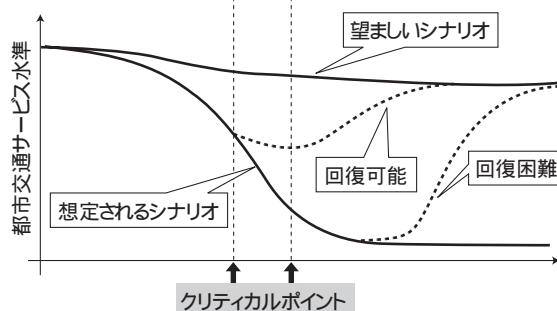 都市交通サービス水準
望ましいシナリオ
回復可能
回復困難
想定されるシナリオ
クリティカルポイント